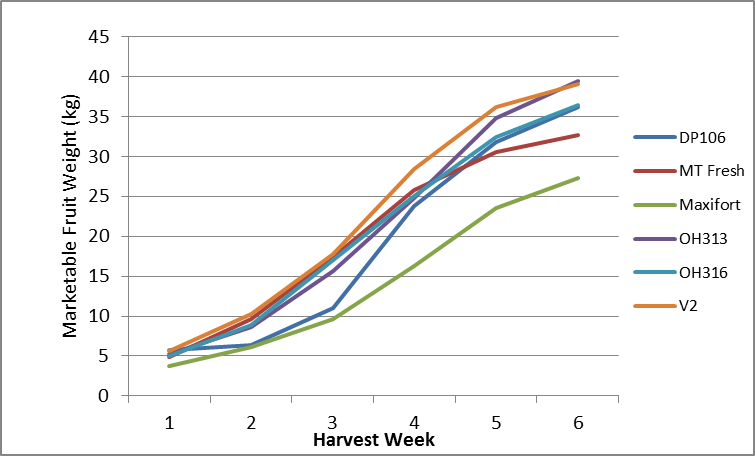 45
40
35
30
25
20
15
10
5
0
Marketable Fruit Weight (kg)
1 2 3 4 5 6
Harvest Week
DP106
MT Fresh
Maxifort
OH313
OH316
V2